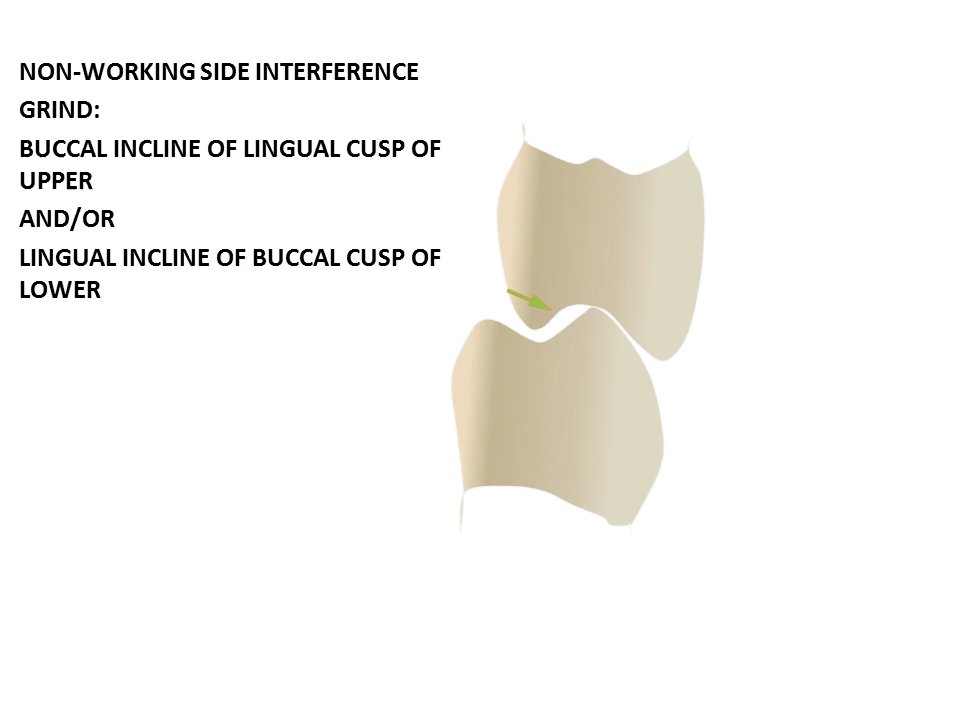 NON-WORKING SIDE INTERFERENCE
GRIND:
BUCCAL INCLINE OF LINGUAL CUSP OF
UPPER
AND/OR
LINGUAL INCLINE OF BUCCAL CUSP OF
LOWER